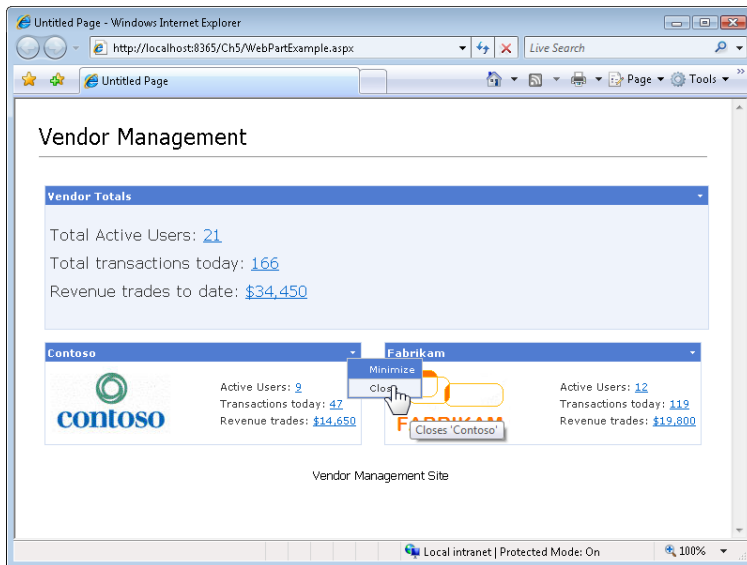 Untitled Page - Windows Internet Explorer
http://localhost:8365/Ch5/WebPartExample.aspx
Live Search
Untitled Page
Page
Tools
Vendor Management
Vendor Totals
Total Active Users: 21
Total transactions today: 166
Revenue trades to date: $34,450
Contoso
contoso
Active Users: 9
Transactions today: 47
Revenue trades: $14,650
Minimize
Close
Closes 'Contoso'
Fabrikam
FABRIKAM
Active Users: 12
Transactions today: 119
Revenue trades: $19,800
Vendor Management Site
Local intranet | Protected Mode: On
100%